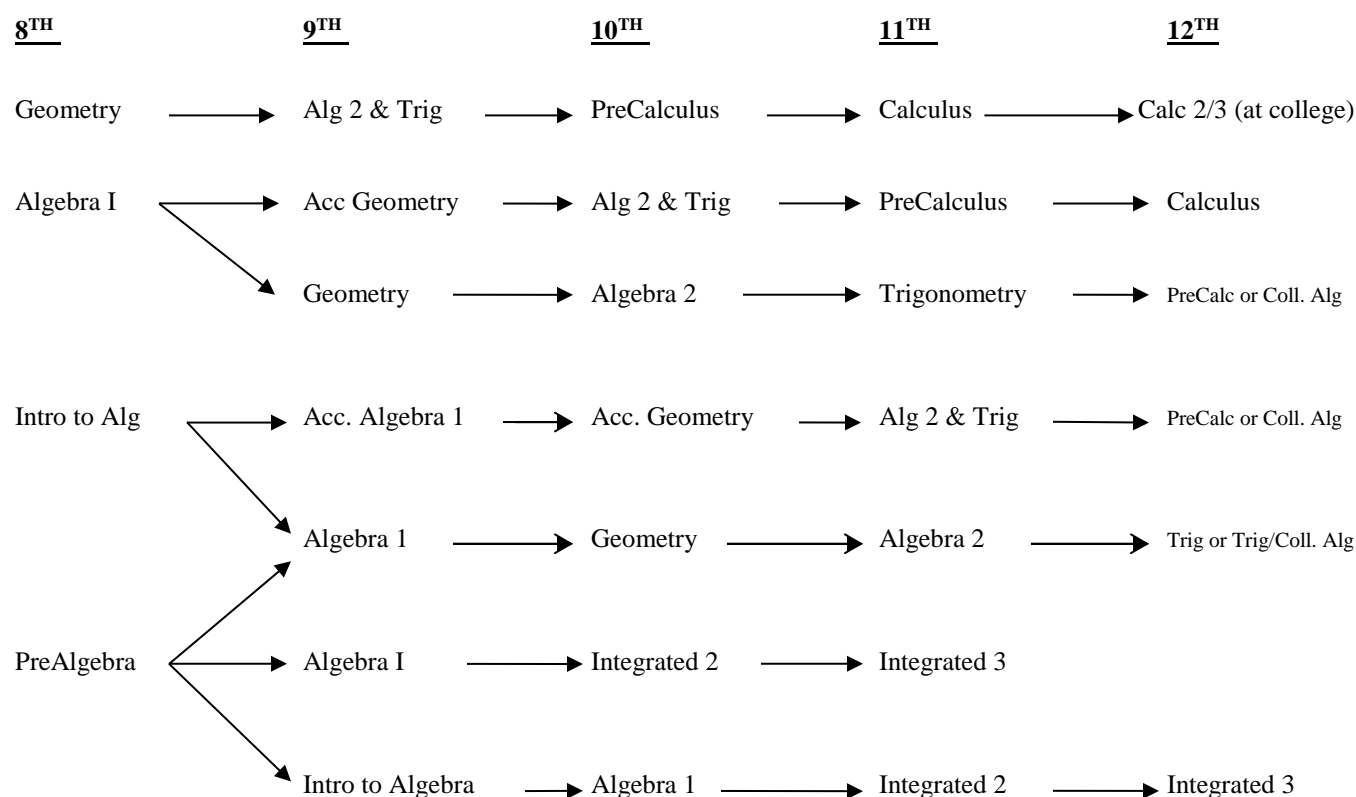 8TH 9TH 10TH 11TH 12TH
Geometry Alg 2 & Trig PreCalculus Calculus Calc 2/3 (at college)
Algebra I Acc Geometry Alg 2 & Trig PreCalculus Calculus
Geometry Algebra 2 Trigonometry PreCalc or Coll. Alg
Intro to Alg Acc. Algebra 1 Acc. Geometry Alg 2 & Trig PreCalc or Coll. Alg
Algebra 1 Geometry Algebra 2 Trig or Trig/Coll. Alg
PreAlgebra Algebra I Integrated 2 Integrated 3
Intro to Algebra Algebra 1 Integrated 2 Integrated 3